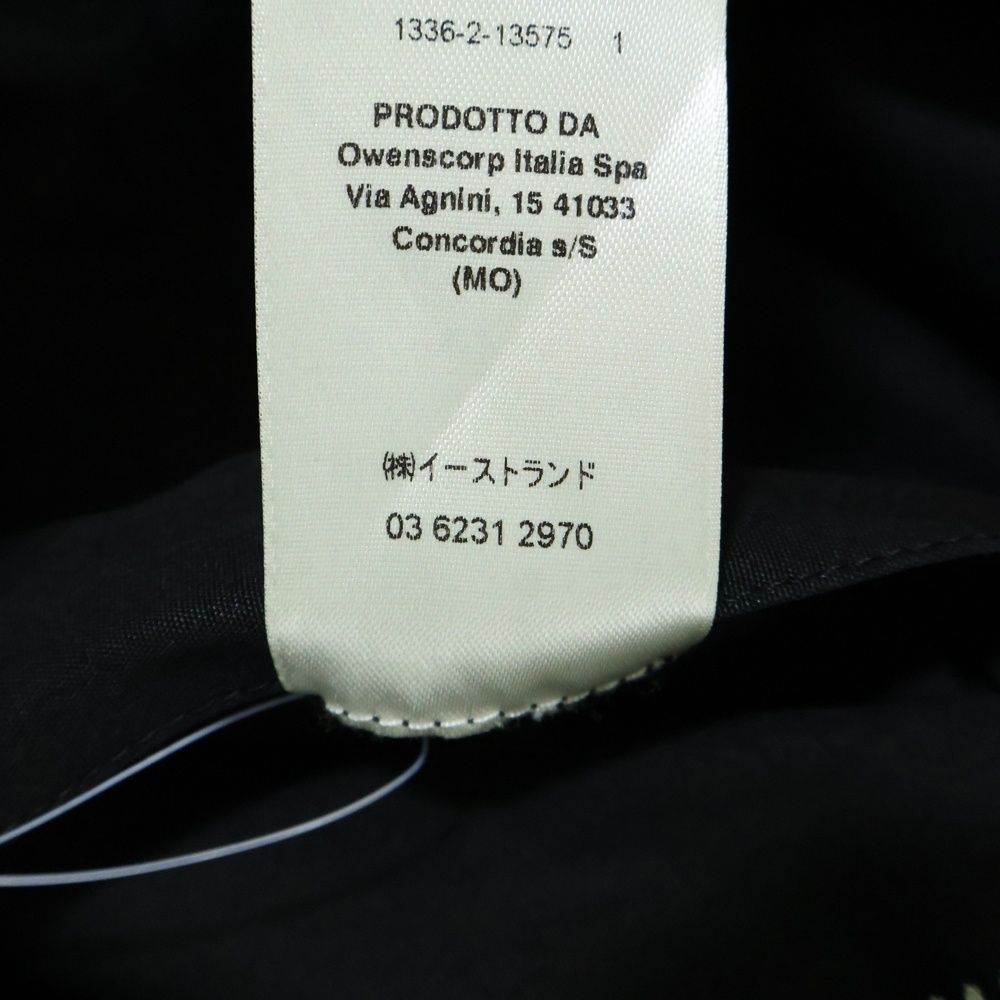 1336-2-13575 1
PRODOTTO DA
Owenscorp Italia Spa
Via Agnini, 15 41033
Concordia s/S
(MO)
㈱イーストランド
03 6231 2970